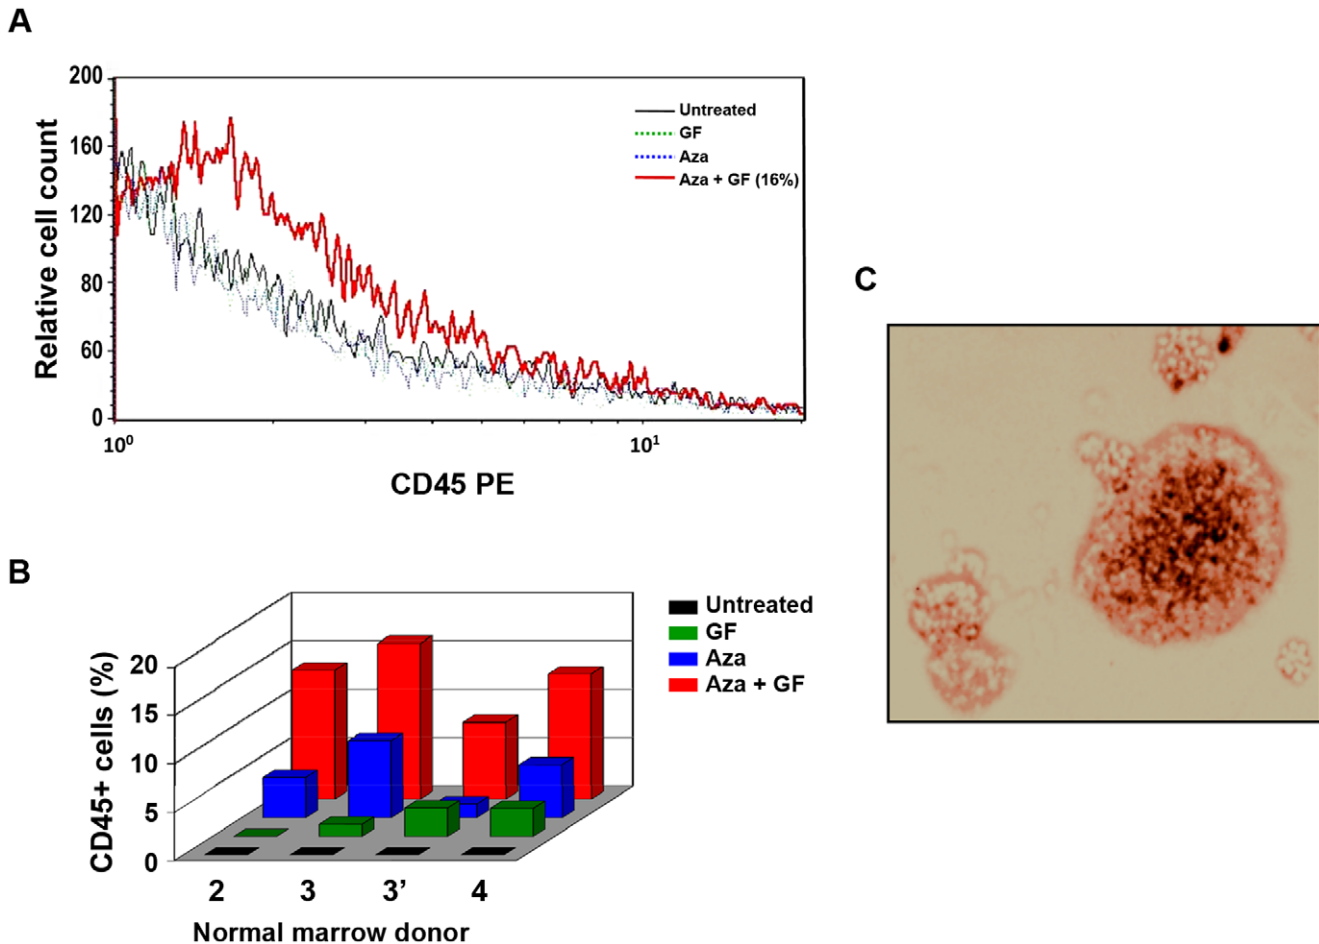 A
Relative cell count
200
160
120
80
60
0
10⁰
10¹
CD45 PE
Untreated
GF
Aza
Aza + GF (16%)
B
CD45+ cells (%)
20
15
10
5
0
2
3
3’
4
Normal marrow donor
Untreated
GF
Aza
Aza + GF
C